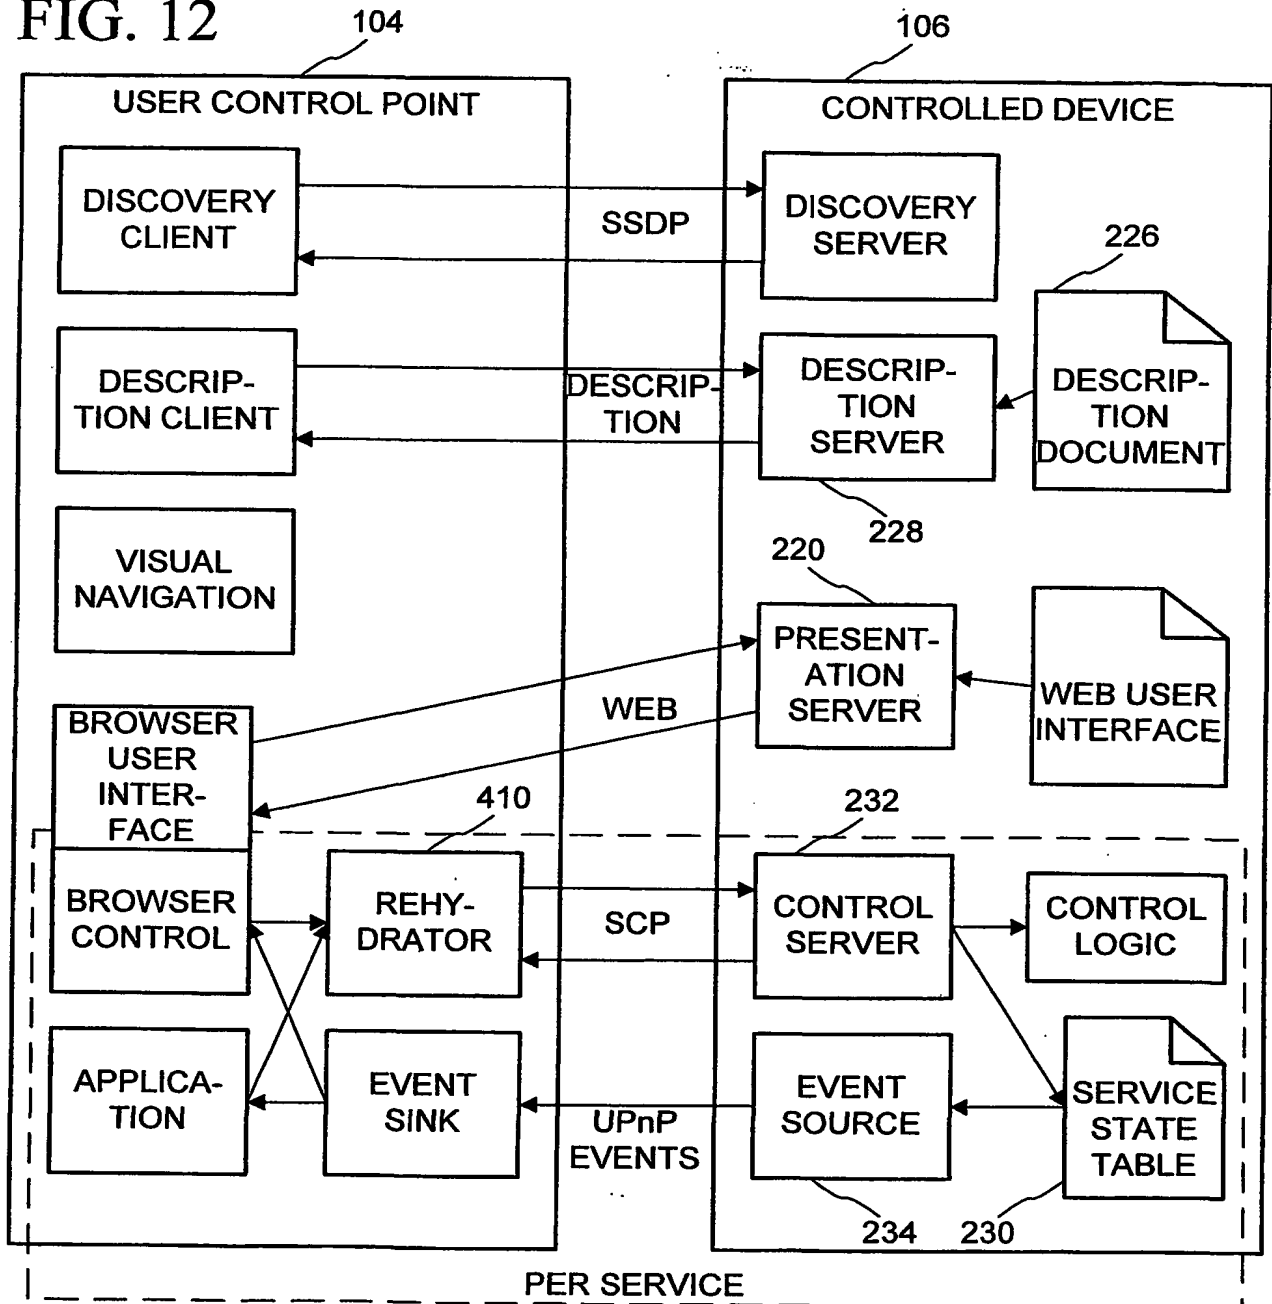 FIG. 12
104
106
USER CONTROL POINT
CONTROLLED DEVICE
DISCOVERY
CLIENT
SSDP
DISCOVERY
SERVER
226
DESCRIP-
TION CLIENT
DESCRIP-
TION
DESCRIP-
TION
SERVER
DESCRIP-
TION
DOCUMENT
228
220
VISUAL
NAVIGATION
PRESENT-
ATION
SERVER
WEB USER
INTERFACE
WEB
BROWSER
USER
INTER-
FACE
410
232
BROWSER
CONTROL
REHY-
DRATOR
SCP
CONTROL
SERVER
CONTROL
LOGIC
APPLICA-
TION
EVENT
SINK
UPnP
EVENTS
EVENT
SOURCE
SERVICE
STATE
TABLE
234
230
PER SERVICE